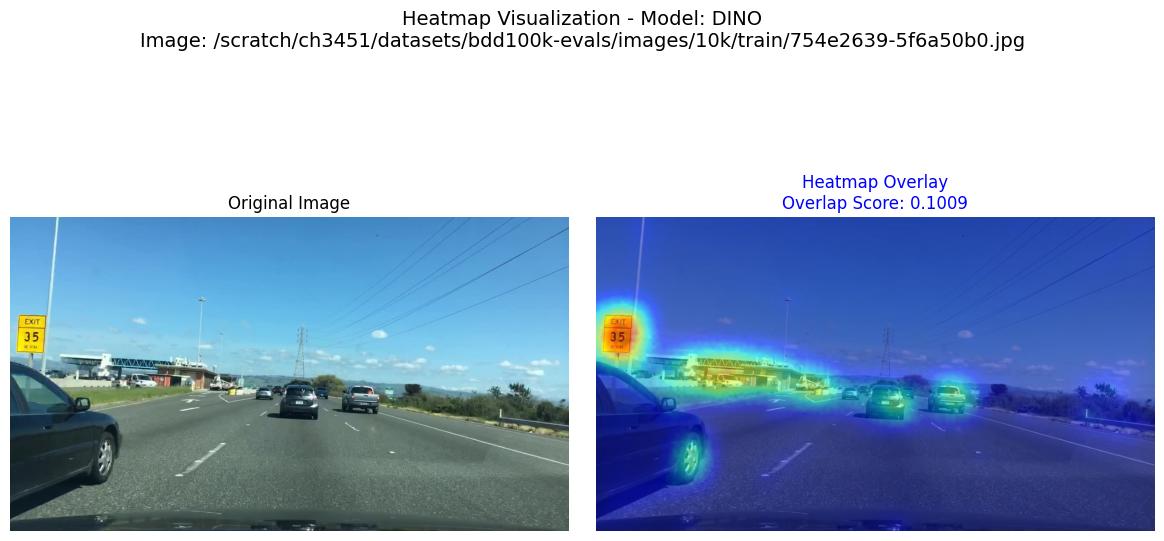 Heatmap Visualization - Model: DINO
Image: /scratch/ch3451/datasets/bdd100k-evals/images/10k/train/754e2639-5f6a50b0.jpg
Original Image
Heatmap Overlay
Overlap Score: 0.1009
EXIT
35
EXIT
35